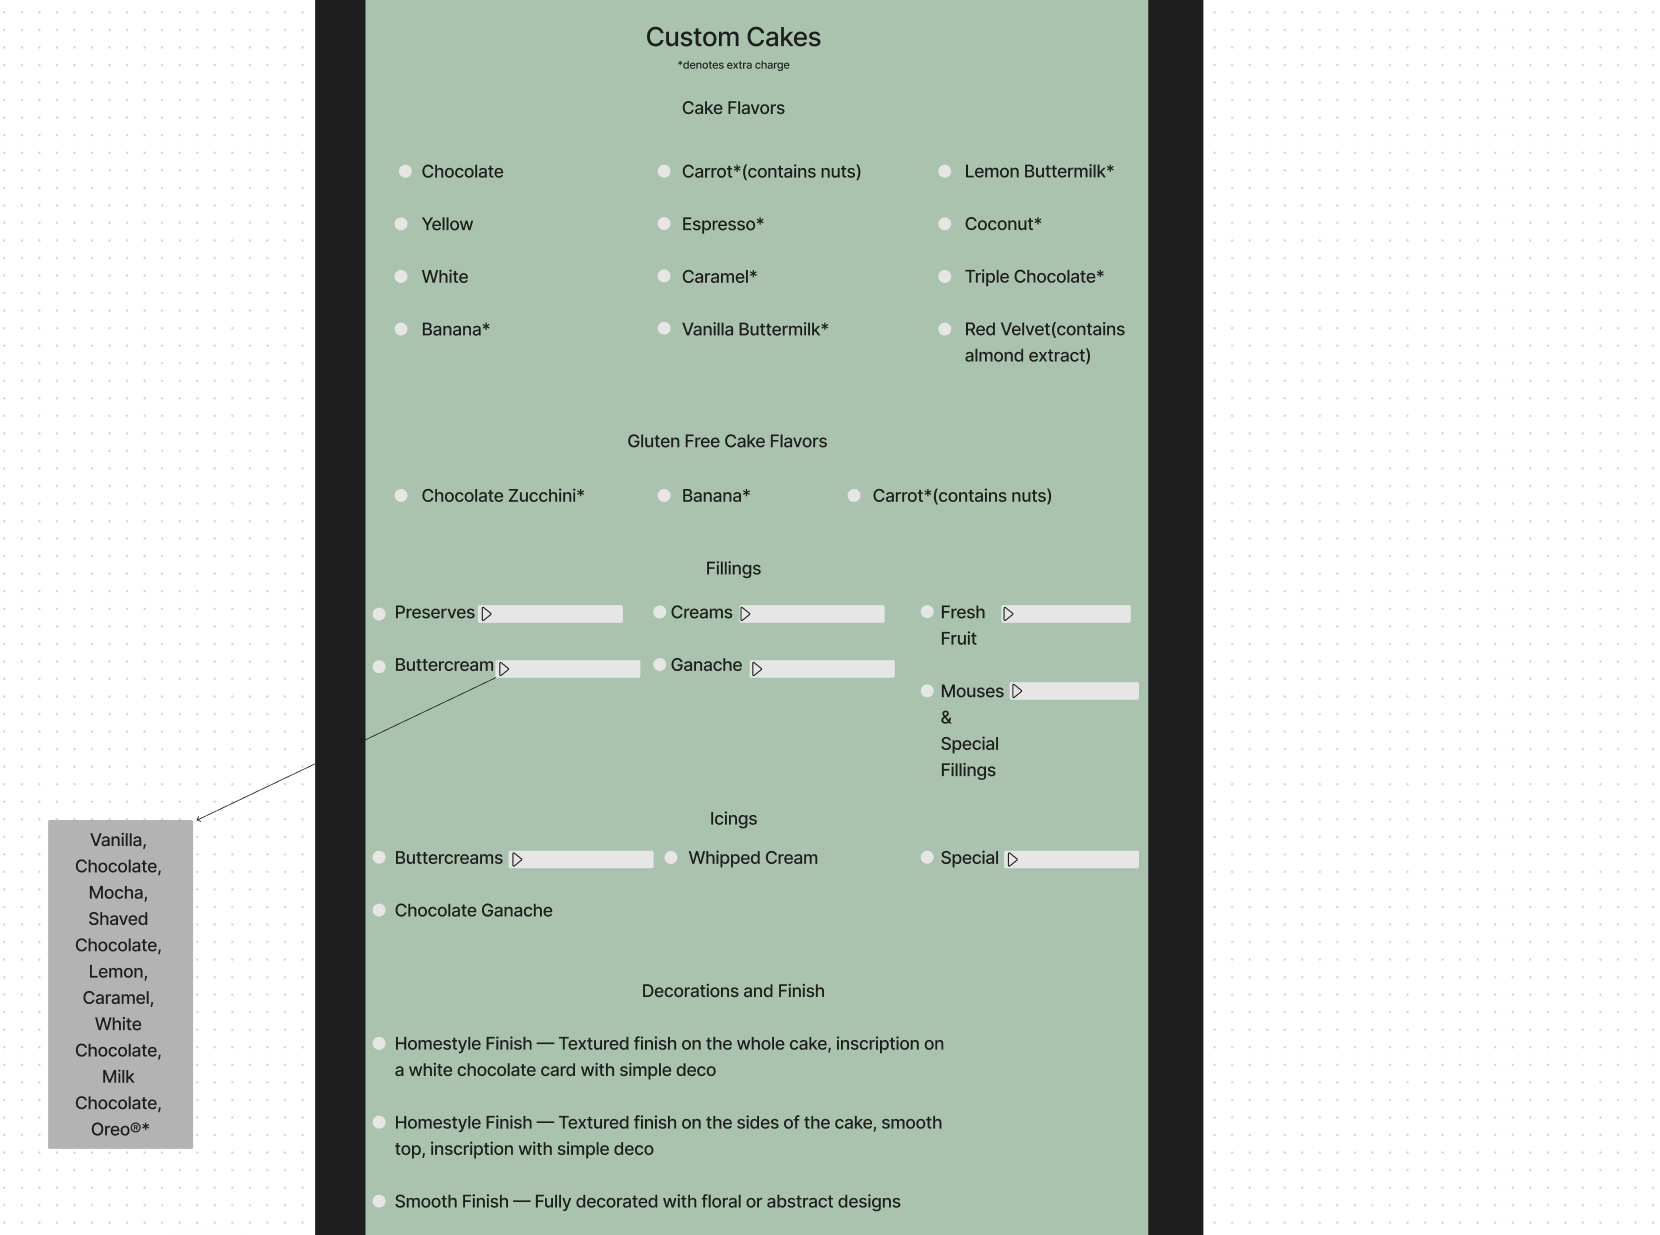 Custom Cakes
*denotes extra charge
Cake Flavors
Chocolate
Carrot*(contains nuts)
Lemon Buttermilk*
Yellow
Espresso*
Coconut*
White
Caramel*
Triple Chocolate*
Banana*
Vanilla Buttermilk*
Red Velvet(contains
almond extract)
Gluten Free Cake Flavors
Chocolate Zucchini*
Banana*
Carrot*(contains nuts)
Fillings
Preserves
Creams
Fresh
Fruit
Buttercream
Ganache
Mouses
&
Special
Fillings
Icings
Buttercreams
Whipped Cream
Special
Chocolate Ganache
Decorations and Finish
Homestyle Finish — Textured finish on the whole cake, inscription on
a white chocolate card with simple deco
Homestyle Finish — Textured finish on the sides of the cake, smooth
top, inscription with simple deco
Smooth Finish — Fully decorated with floral or abstract designs
Vanilla,
Chocolate,
Mocha,
Shaved
Chocolate,
Lemon,
Caramel,
White
Chocolate,
Milk
Chocolate,
Oreo®*